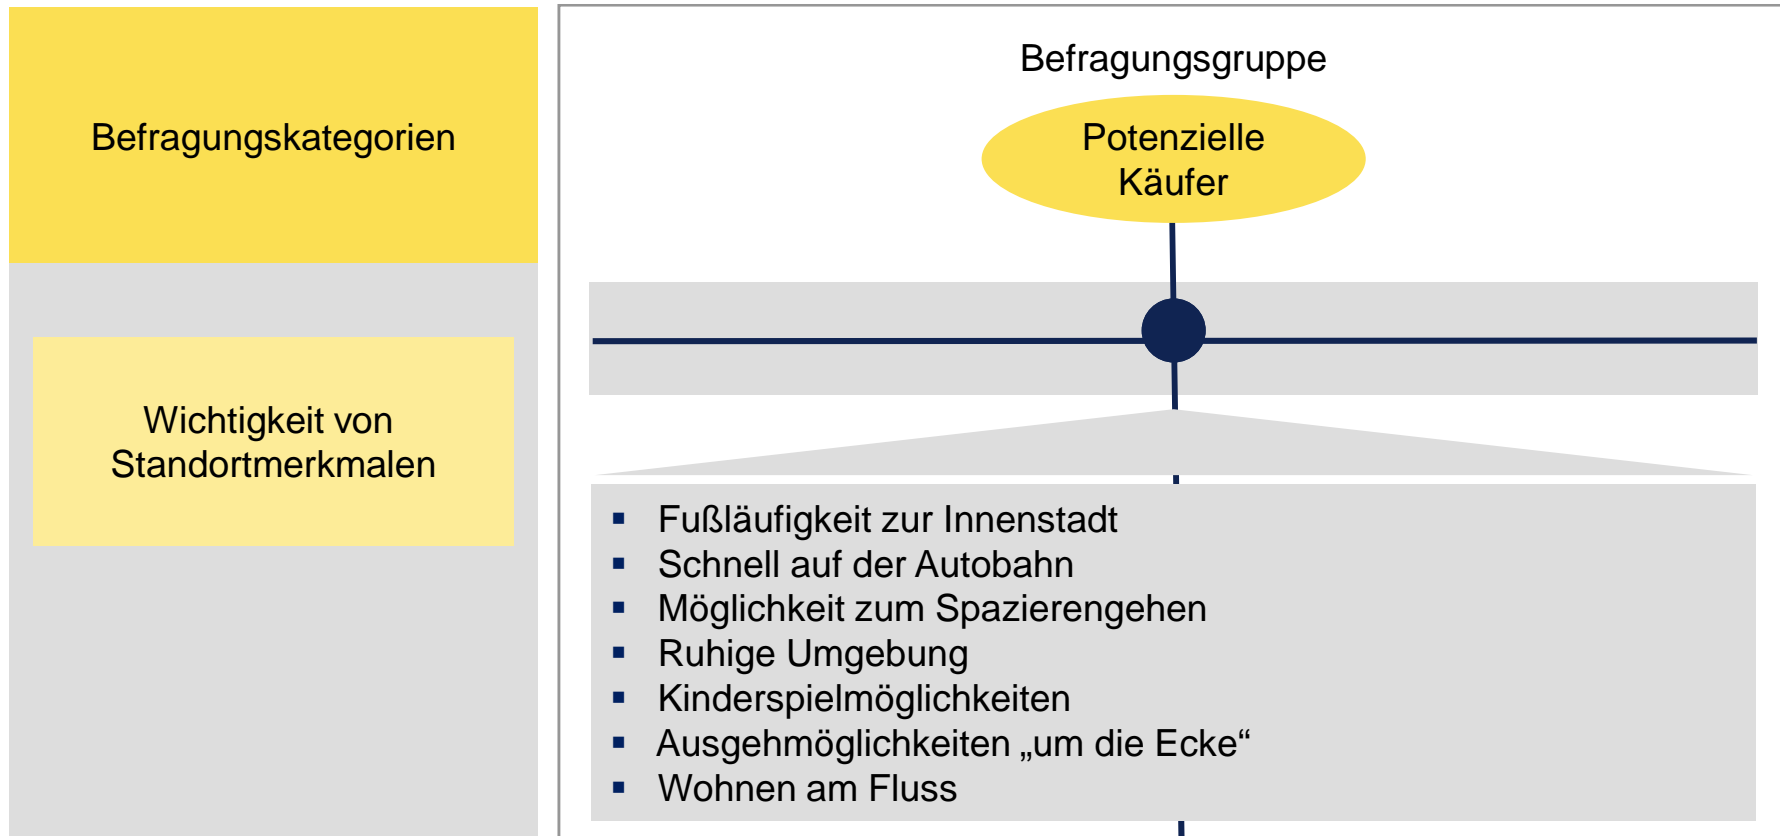 Befragungskategorien
Wichtigkeit von
Standortmerkmalen
Befragungsgruppe
Potenzielle
Käufer
▪ Fußläufigkeit zur Innenstadt
▪ Schnell auf der Autobahn
▪ Möglichkeit zum Spazierengehen
▪ Ruhige Umgebung
▪ Kinderspielmöglichkeiten
▪ Ausgehmöglichkeiten „um die Ecke“
▪ Wohnen am Fluss